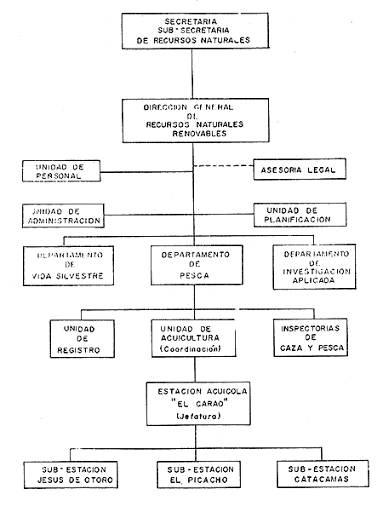 SECRETARIA
SUB-SECRETARIA
DE RECURSOS NATURALES
DIRECCION GENERAL
DE
RECURSOS NATURALES
RENOVABLES
UNIDAD DE
PERSONAL
ASESORIA LEGAL
UNIDAD DE
ADMINISTRACION
UNIDAD DE
PLANIFICACION
DEPARTAMENTO
DE
VIDA SILVESTRE
DEPARTAMENTO
DE
PESCA
DEPARTAMENTO
DE
INVESTIGACION
APLICADA
UNIDAD
DE
REGISTRO
UNIDAD DE
ACUICULTURA
(Coordinación)
INSPECTORIAS
DE
CAZA Y PESCA
ESTACION ACUICOLA
"EL CARAO"
(Jefatura)
SUB-ESTACION
JESUS DE OTORO
SUB-ESTACION
EL PICACHO
SUB-ESTACION
CATACAMAS